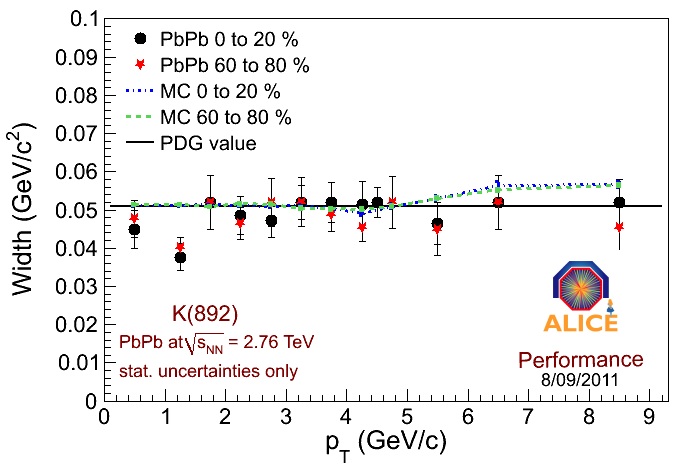 0.1
0.09
0.08
0.07
0.06
0.05
0.04
0.03
0.02
0.01
0
Width (GeV/c²)
PbPb 0 to 20 %
PbPb 60 to 80 %
MC 0 to 20 %
MC 60 to 80 %
PDG value
K(892)
PbPb at √s_NN = 2.76 TeV
stat. uncertainties only
ALICE
Performance
8/09/2011
0 1 2 3 4 5 6 7 8 9
p_T (GeV/c)